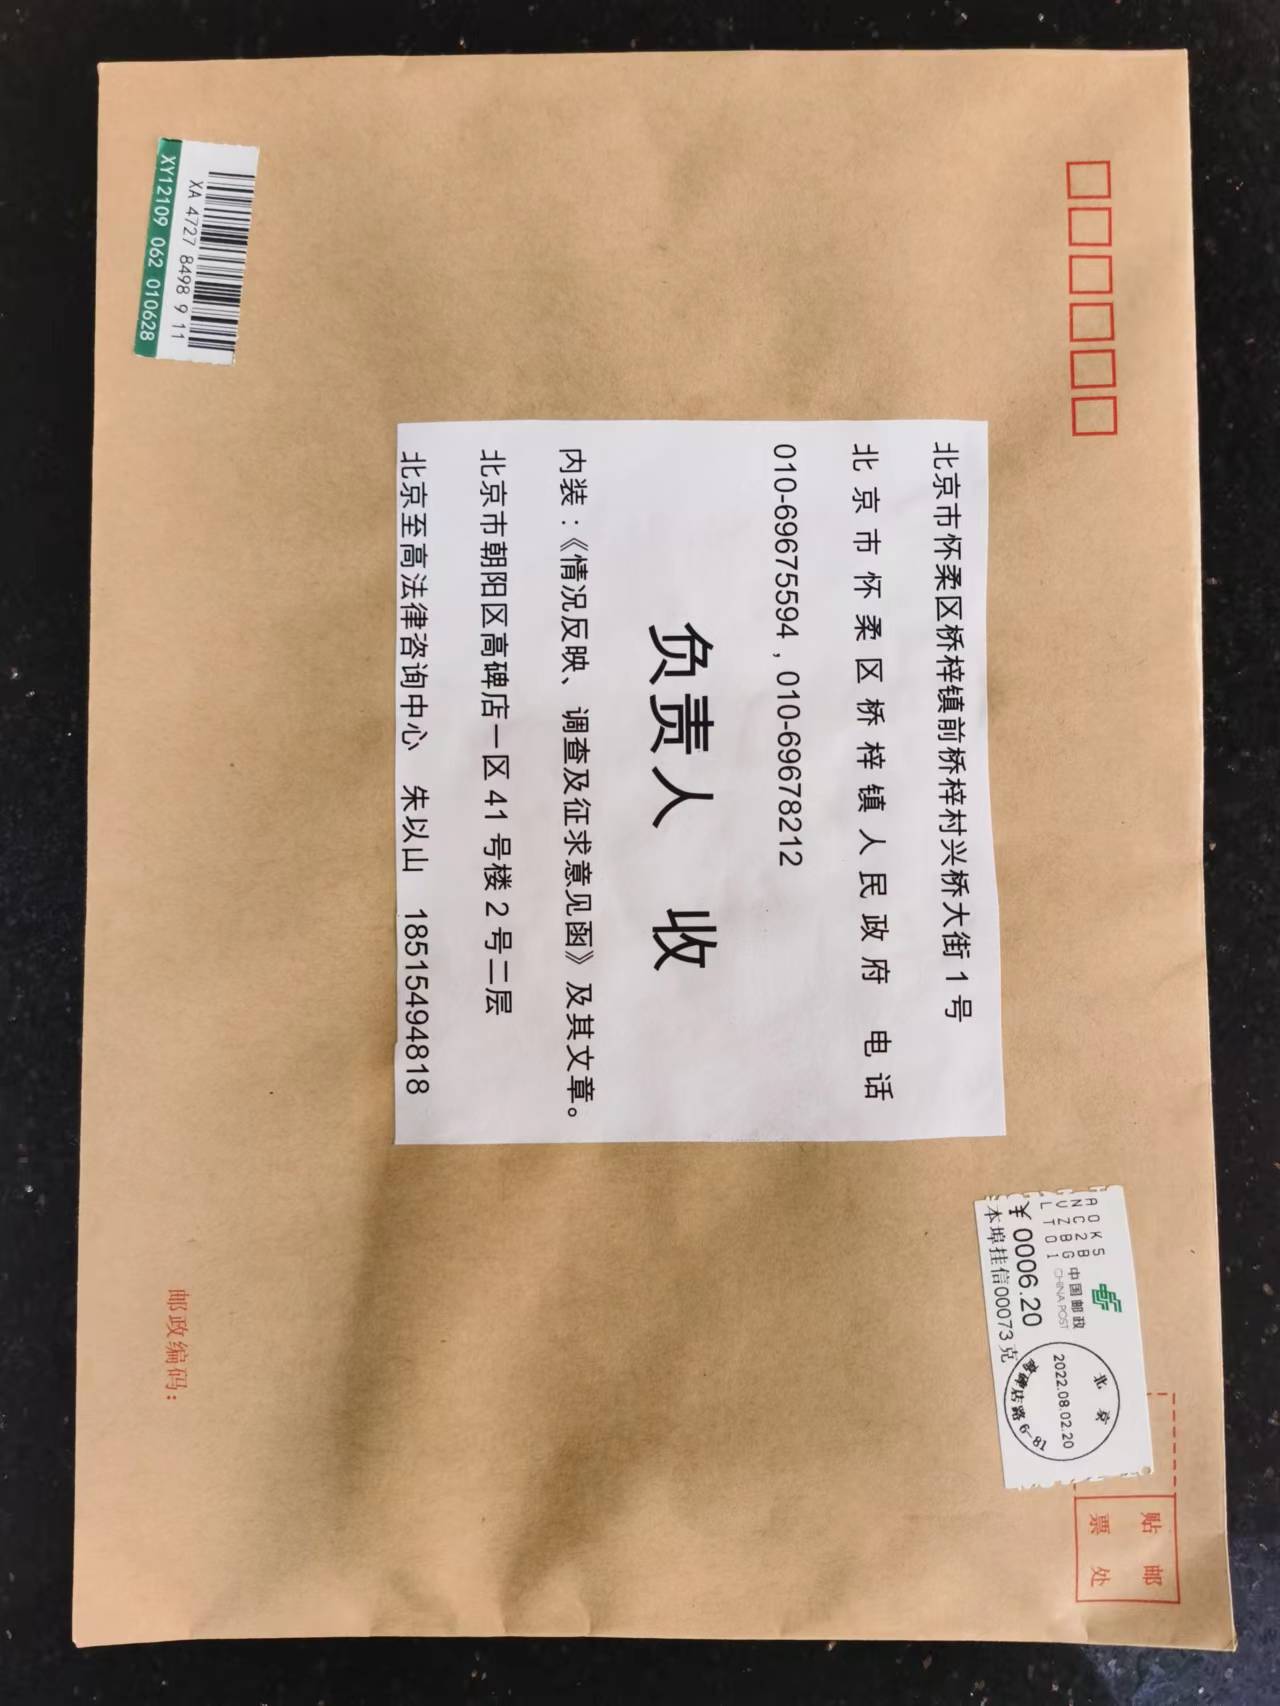 北京市怀柔区桥梓镇前桥梓村兴桥大街1号
北京市怀柔区桥梓镇人民政府 电话
010-69675594，010-69678212
负责人 收
内装：《情况反映、调查及征求意见函》及其文章。
北京市朝阳区高碑店一区41号楼2号二层
北京至高法律咨询中心 朱以山 18515494818
XA 4727 8498 9 11
XY12109 062 010628
AOKS
NC2B
VZBG
LT01
中国邮政
CHINA POST
¥0006.20
本埠挂信00073克
北京
2022.08.02.20
贴邮
票处
邮政编码：